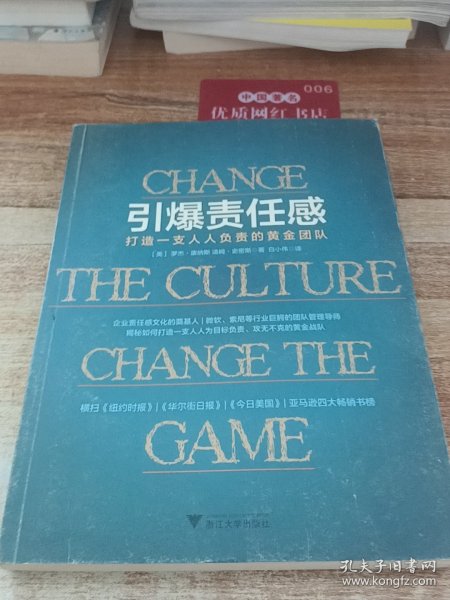 006
中国著名
优质网红书店
CHANGE
引爆责任感
打造一支人人负责的黄金团队
［美］罗杰·康纳斯 汤姆·史密斯◎著 白小伟◎译
THE CULTURE
企业责任感文化的奠基人｜微软、索尼等行业巨鳄的团队管理导师
揭秘如何打造一支人人为目标负责、攻无不克的黄金战队
CHANGE THE
横扫《纽约时报》｜《华尔街日报》｜《今日美国》｜亚马逊四大畅销书榜
GAME
浙江大学出版社
孔夫子旧书网
www.kongfz.com